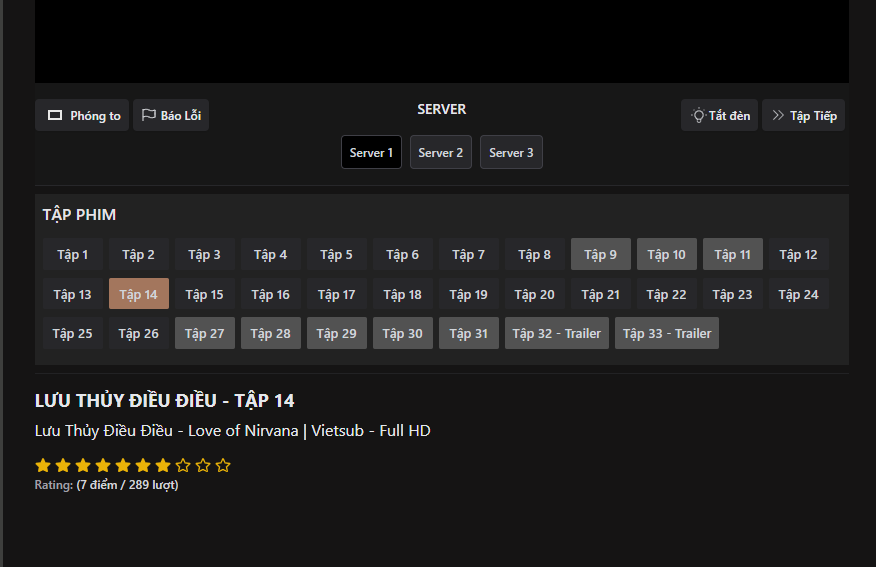 Phóng to Báo Lỗi SERVER Tắt đèn Tập Tiếp
Server 1 Server 2 Server 3
TẬP PHIM
Tập 1 Tập 2 Tập 3 Tập 4 Tập 5 Tập 6 Tập 7 Tập 8 Tập 9 Tập 10 Tập 11 Tập 12
Tập 13 Tập 14 Tập 15 Tập 16 Tập 17 Tập 18 Tập 19 Tập 20 Tập 21 Tập 22 Tập 23 Tập 24
Tập 25 Tập 26 Tập 27 Tập 28 Tập 29 Tập 30 Tập 31 Tập 32 - Trailer Tập 33 - Trailer
LƯU THỦY ĐIỀU ĐIỀU - TẬP 14
Lưu Thủy Điều Điều - Love of Nirvana | Vietsub - Full HD
Rating: (7 điểm / 289 lượt)